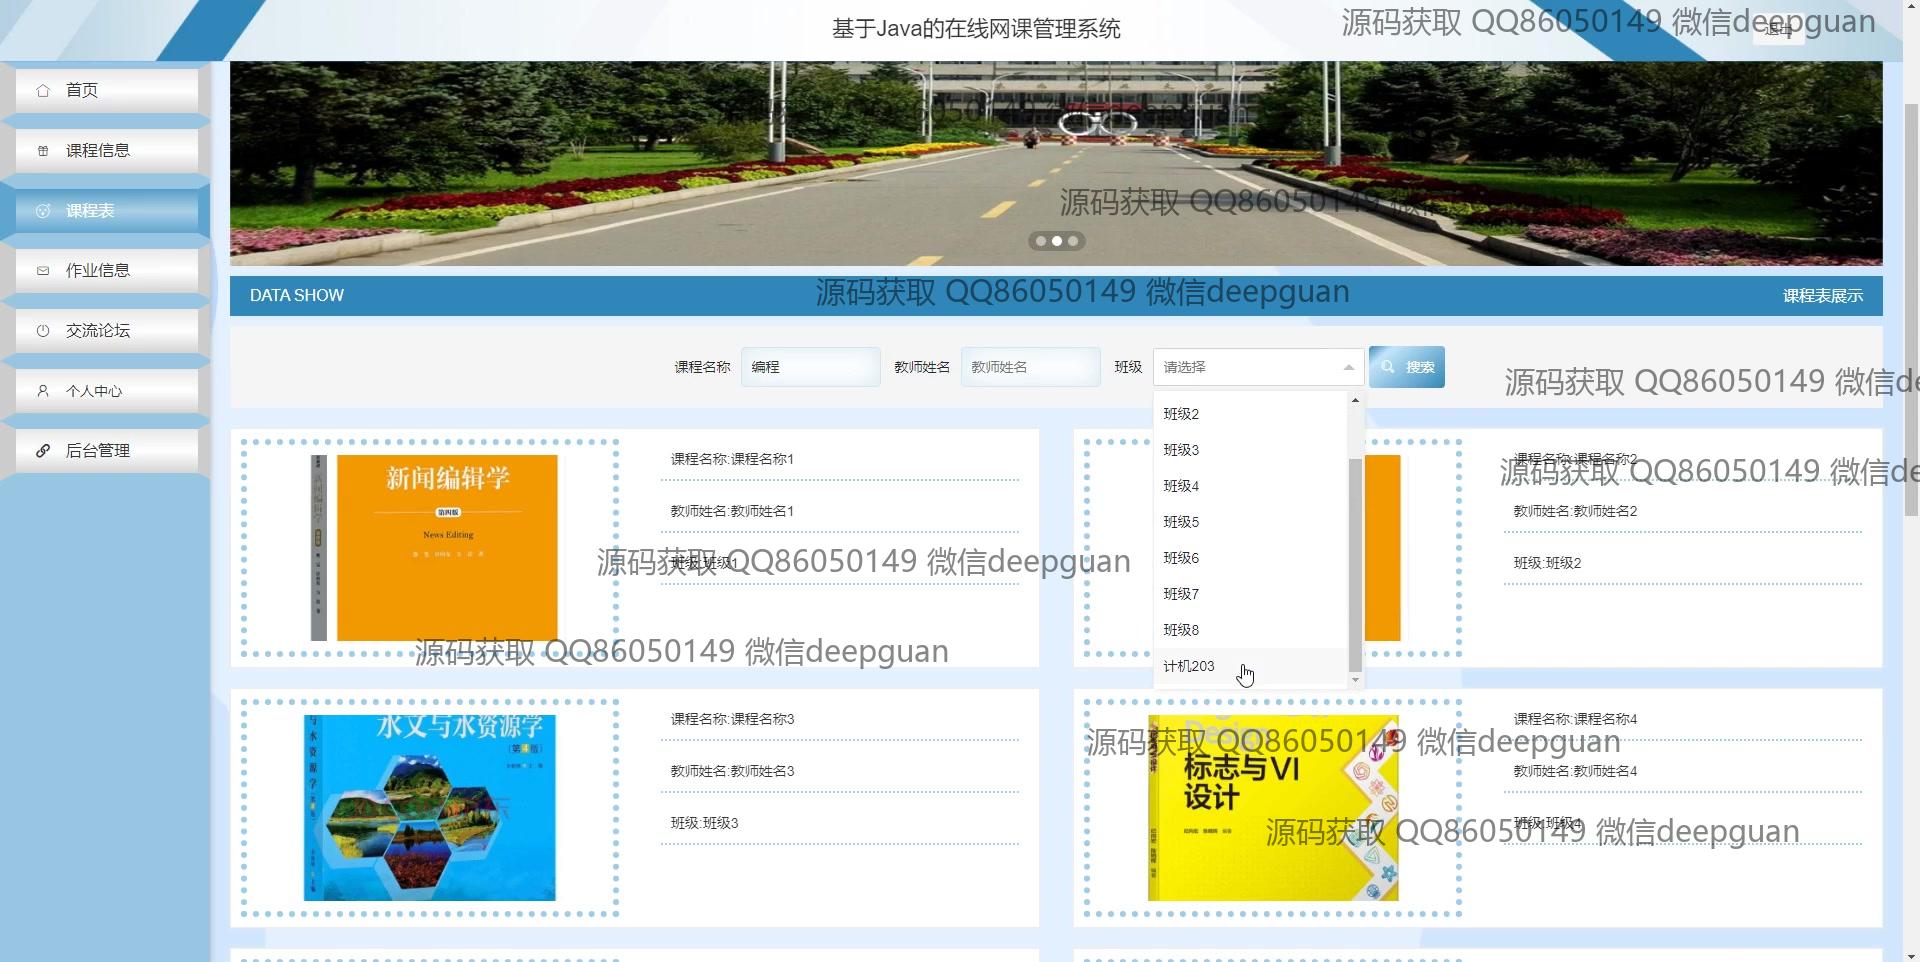 基于Java的在线网课管理系统
源码获取 QQ86050149 微信deepguan
退出
首页
课程信息
课程表
作业信息
交流论坛
个人中心
后台管理
源码获取 QQ86050149
DATA SHOW
源码获取 QQ86050149 微信deepguan
课程表展示
课程名称
编程
教师姓名
教师姓名
班级
请选择
搜索
源码获取 QQ86050149 微信de
班级2
班级3
班级4
班级5
班级6
班级7
班级8
计机203
新闻编辑学
第四版
News Editing
课程名称:课程名称1
教师姓名:教师姓名1
班级:班级1
源码获取 QQ86050149 微信deepguan
课程名称:课程名称2
源码获取 QQ86050149 微信de
教师姓名:教师姓名2
班级:班级2
源码获取 QQ86050149 微信deepguan
水文与水资源学
(第4版)
课程名称:课程名称3
教师姓名:教师姓名3
班级:班级3
标志与VI
设计
课程名称:课程名称4
源码获取 QQ86050149 微信deepguan
教师姓名:教师姓名4
班级:班级4
源码获取 QQ86050149 微信deepguan